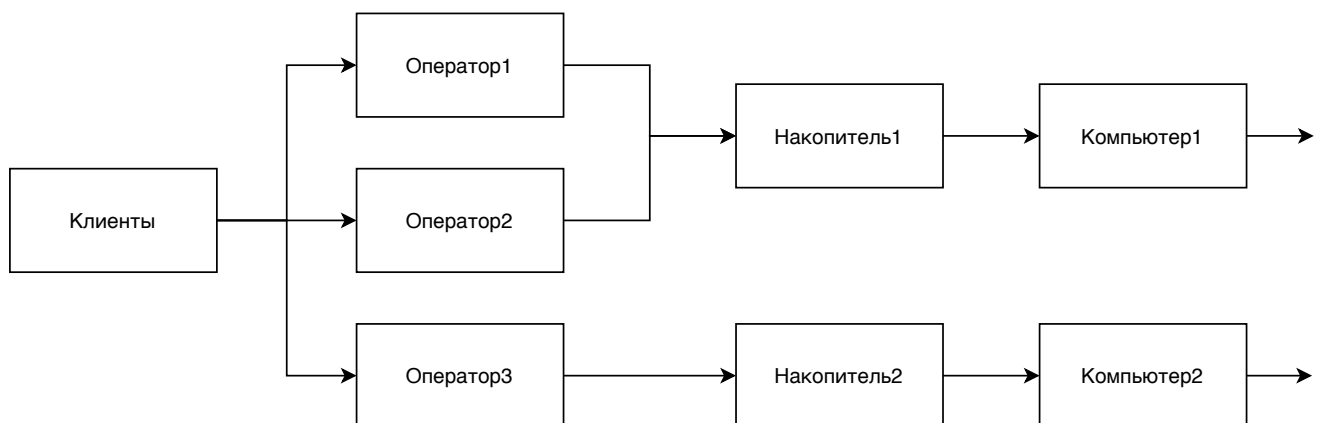 Оператор1
Накопитель1
Компьютер1
Клиенты
Оператор2
Оператор3
Накопитель2
Компьютер2